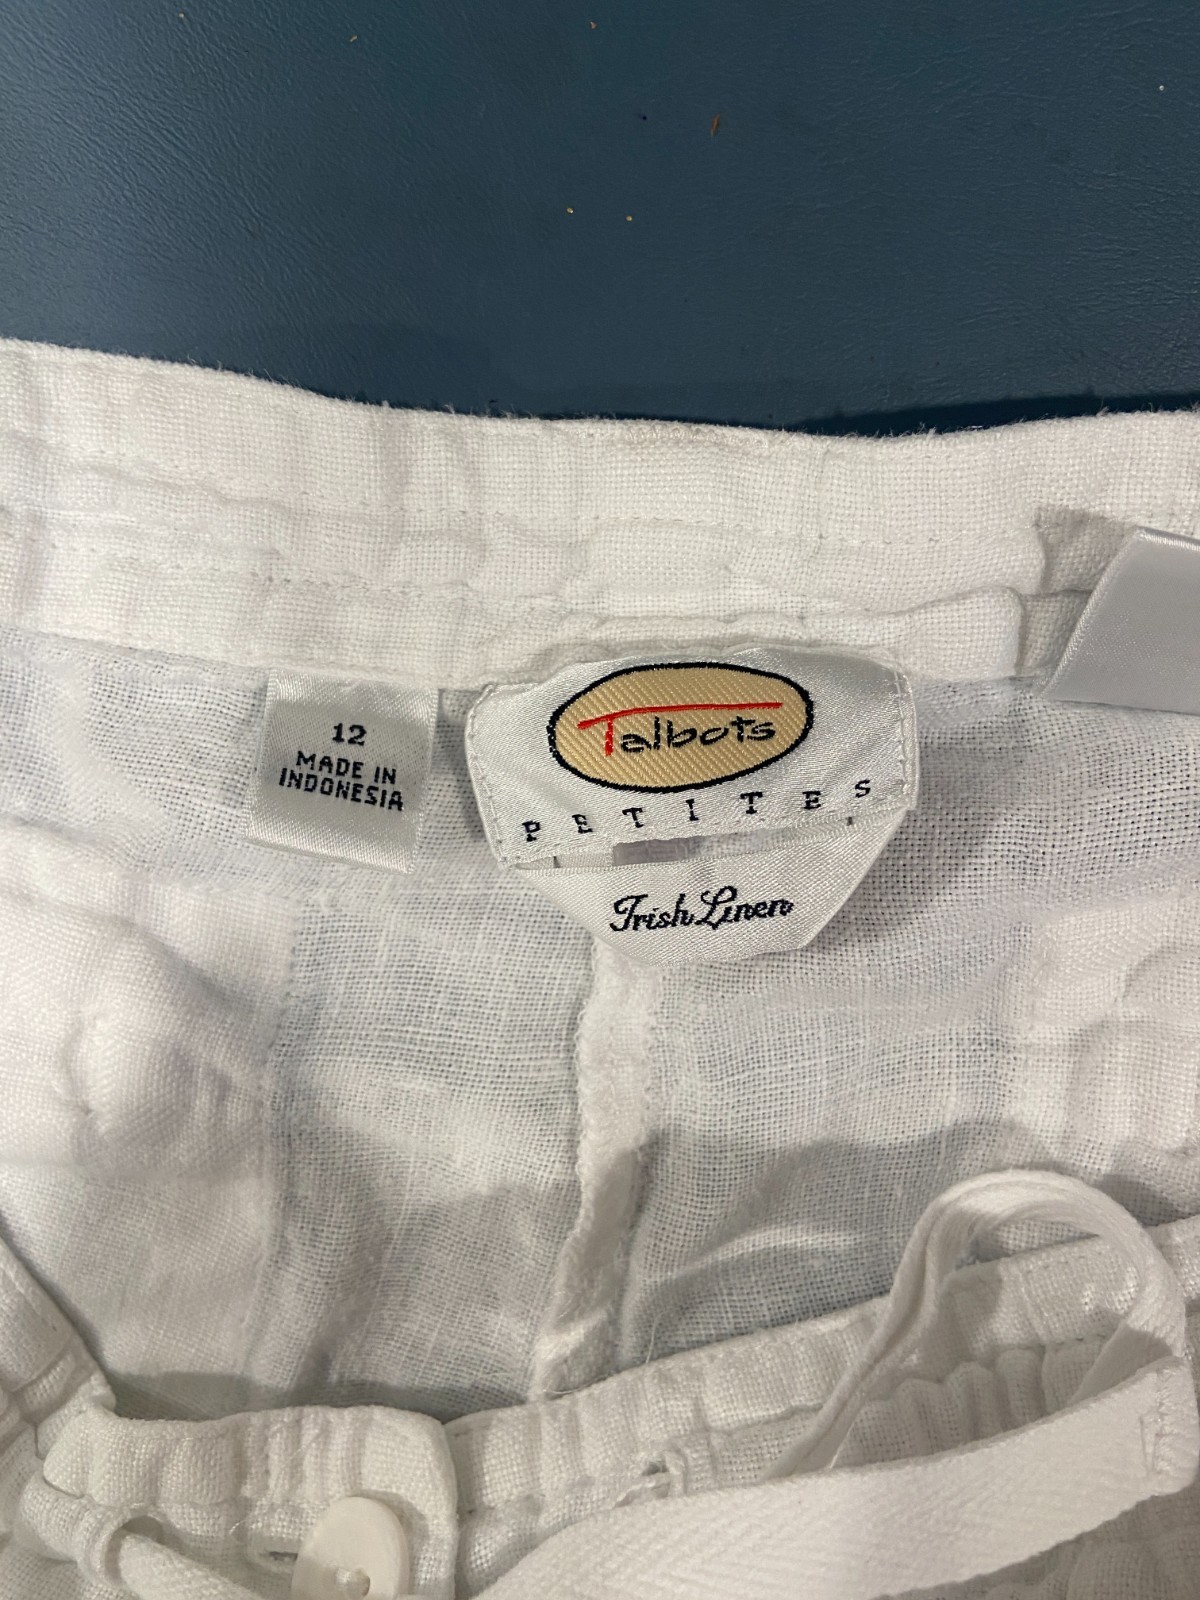 12
MADE IN
INDONESIA
Talbots
PETITES
Irish Linen